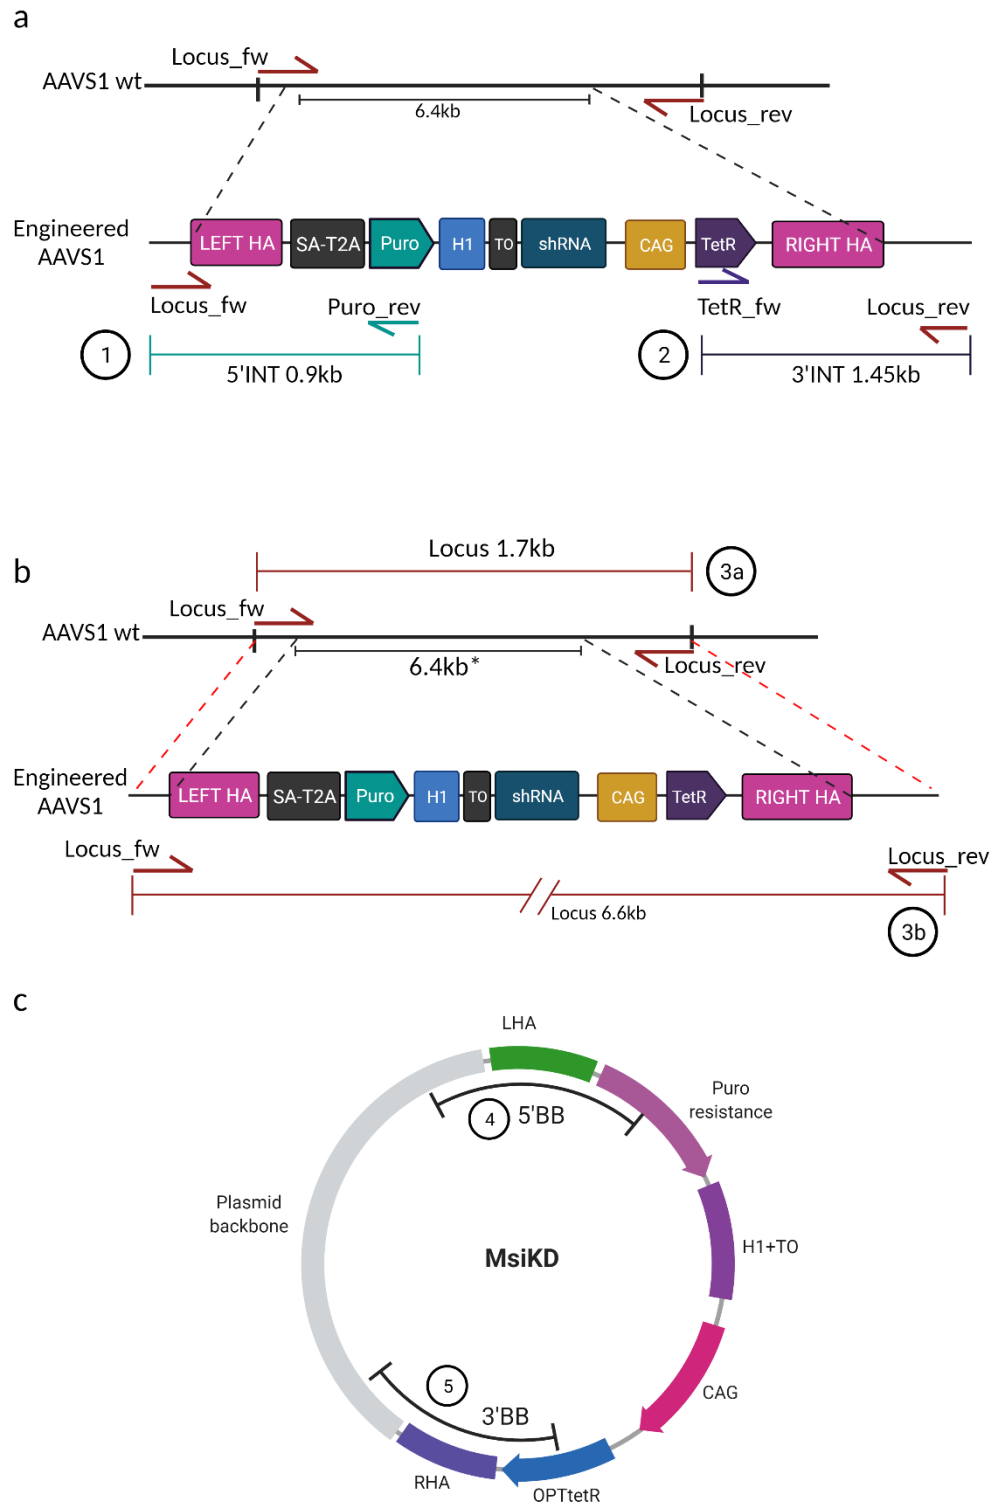 a
Locus_fw
AAVS1 wt
6.4kb
Locus_rev
Engineered
AAVS1
LEFT HA
SA-T2A
Puro
H1
TO
shRNA
CAG
TetR
RIGHT HA
Locus_fw
Puro_rev
TetR_fw
Locus_rev
1
5'INT 0.9kb
2
3'INT 1.45kb
b
Locus 1.7kb
3a
Locus_fw
AAVS1 wt
6.4kb*
Locus_rev
Engineered
AAVS1
LEFT HA
SA-T2A
Puro
H1
TO
shRNA
CAG
TetR
RIGHT HA
Locus_fw
Locus_rev
Locus 6.6kb
3b
c
LHA
Puro
resistance
4
5'BB
Plasmid
backbone
MsiKD
H1+TO
5
3'BB
CAG
RHA
OPTtetR